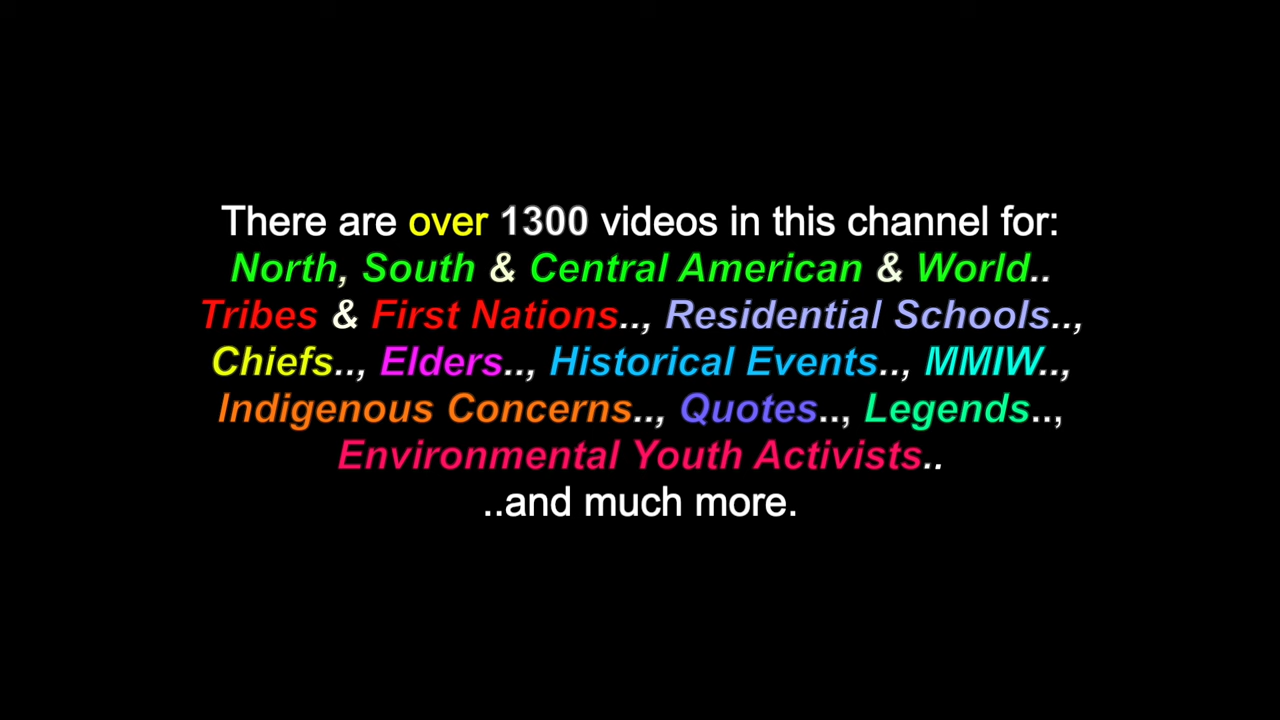 There are over 1300 videos in this channel for:
North, South & Central American & World..
Tribes & First Nations.., Residential Schools..,
Chiefs.., Elders.., Historical Events.., MMIW..,
Indigenous Concerns.., Quotes.., Legends..,
Environmental Youth Activists..
..and much more.